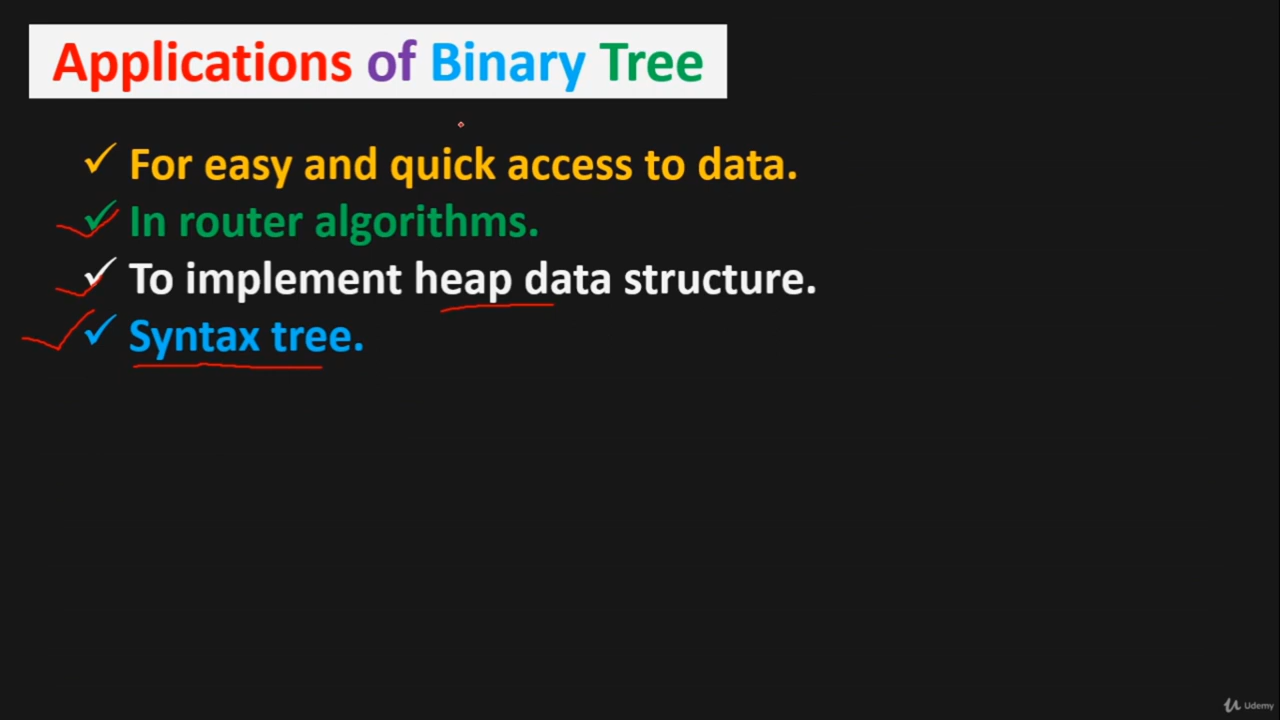 Applications of Binary Tree
✓ For easy and quick access to data.
✓ In router algorithms.
✓ To implement heap data structure.
✓ Syntax tree.
Udemy